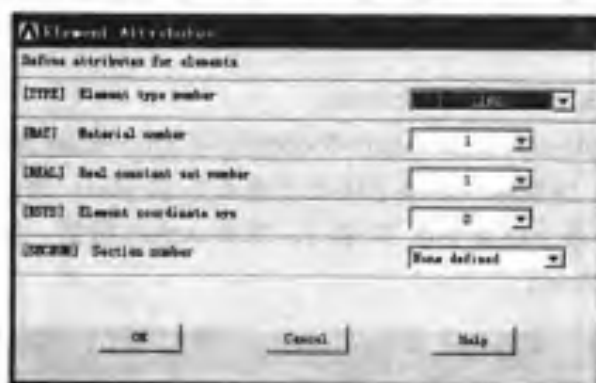 Element Attributes
Define attributes for elements
[TYPE] Element type number
[MAT] Material number 1
[REAL] Real constant set number 1
[ESYS] Element coordinate sys 0
[SECNUM] Section number None defined
OK Cancel Help